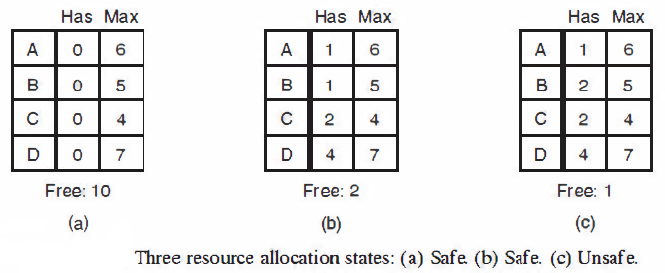 Has Max Has Max Has Max
A 0 6 A 1 6 A 1 6
B 0 5 B 1 5 B 2 5
C 0 4 C 2 4 C 2 4
D 0 7 D 4 7 D 4 7
Free: 10 Free: 2 Free: 1
(a) (b) (c)
Three resource allocation states: (a) Safe. (b) Safe. (c) Unsafe.